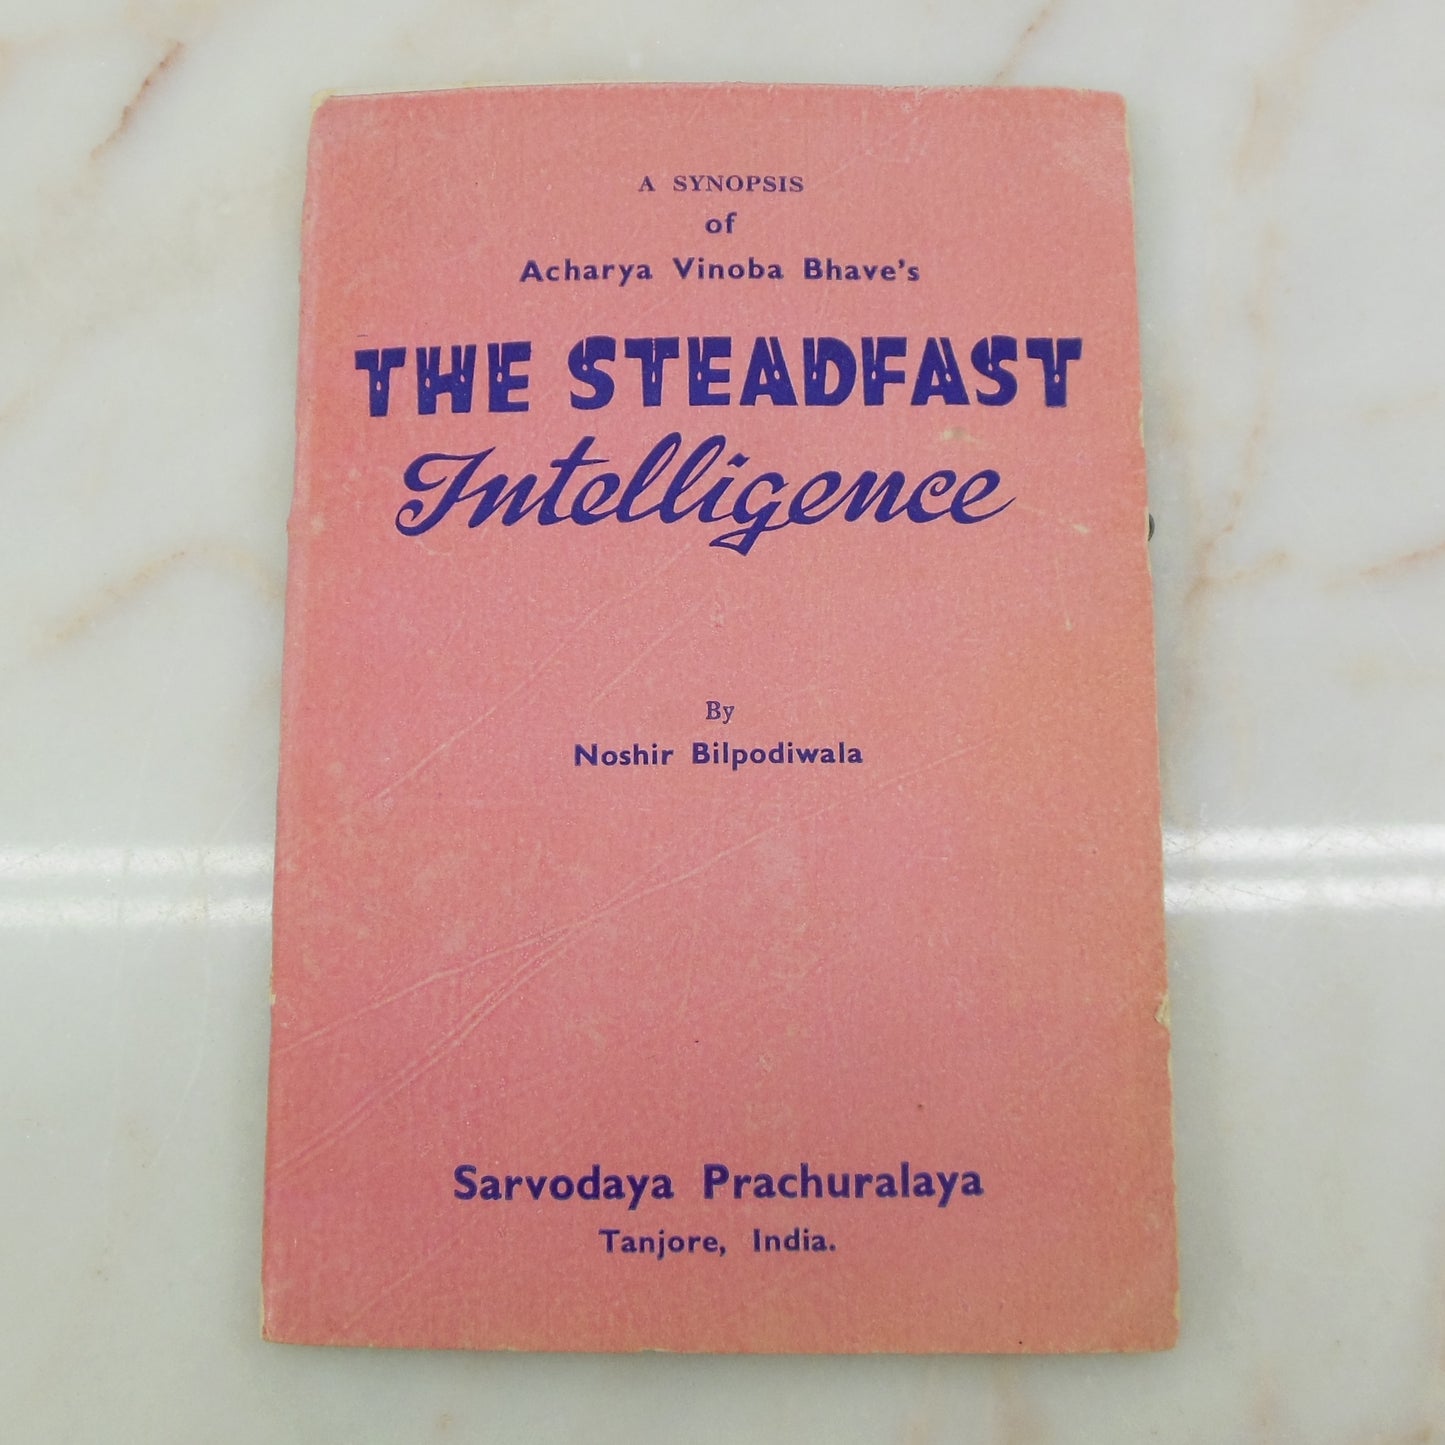 A SYNOPSIS
of
Acharya Vinoba Bhave's
THE STEADFAST
Intelligence
By
Noshir Bilpodiwala
Sarvodaya Prachuralaya
Tanjore, India.